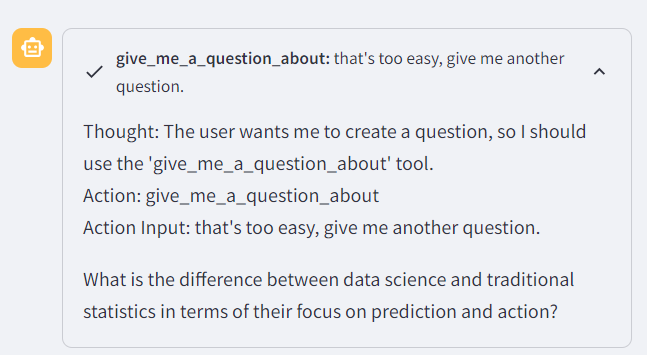 give_me_a_question_about: that's too easy, give me another
question.
Thought: The user wants me to create a question, so I should
use the 'give_me_a_question_about' tool.
Action: give_me_a_question_about
Action Input: that's too easy, give me another question.
What is the difference between data science and traditional
statistics in terms of their focus on prediction and action?